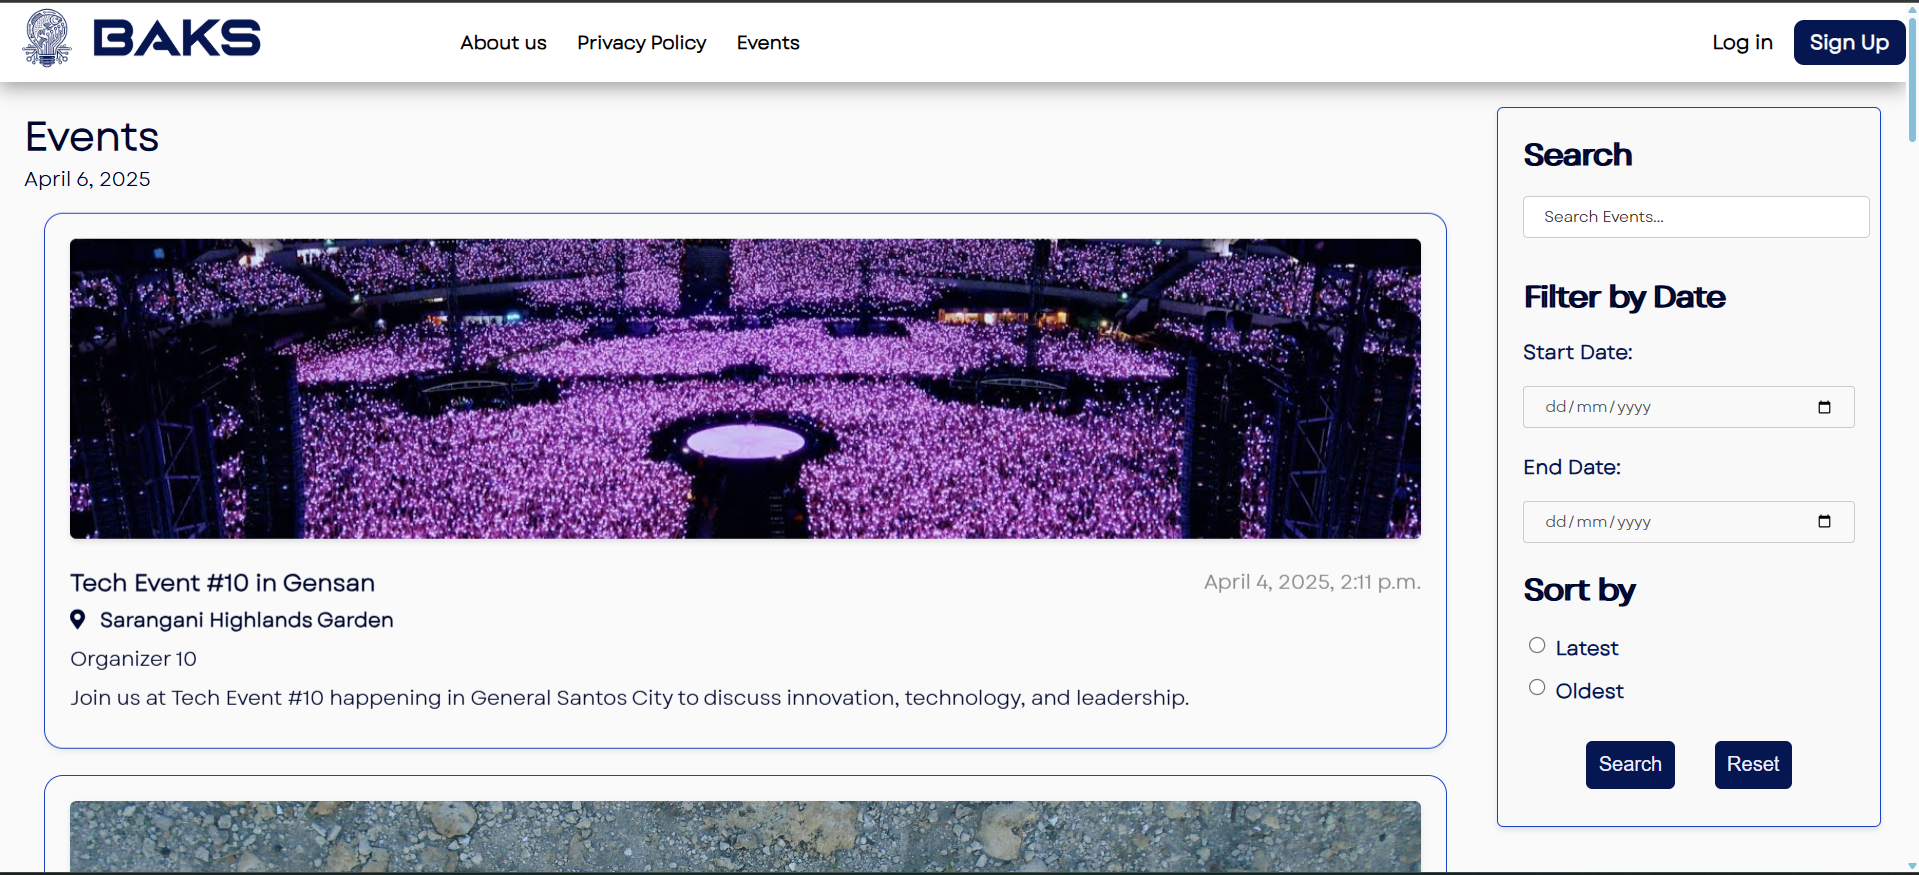 BAKS
About us
Privacy Policy
Events
Log in
Sign Up
Events
April 6, 2025
Tech Event #10 in Gensan
April 4, 2025, 2:11 p.m.
Sarangani Highlands Garden
Organizer 10
Join us at Tech Event #10 happening in General Santos City to discuss innovation, technology, and leadership.
Search
Search Events...
Filter by Date
Start Date:
dd/mm/yyyy
End Date:
dd/mm/yyyy
Sort by
Latest
Oldest
Search
Reset